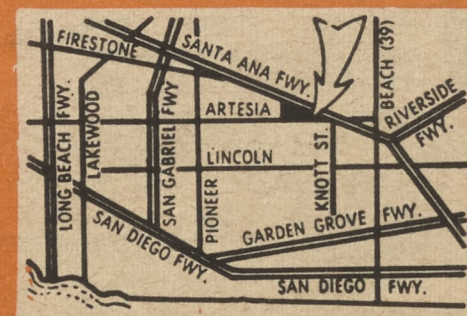 FIRESTONE
SANTA ANA FWY.
BEACH (39)
RIVERSIDE FWY.
ARTESIA
LONG BEACH FWY.
LAKEWOOD
SAN GABRIEL FWY
PIONEER
LINCOLN
KNOTT ST.
GARDEN GROVE FWY.
SAN DIEGO FWY.
SAN DIEGO FWY.